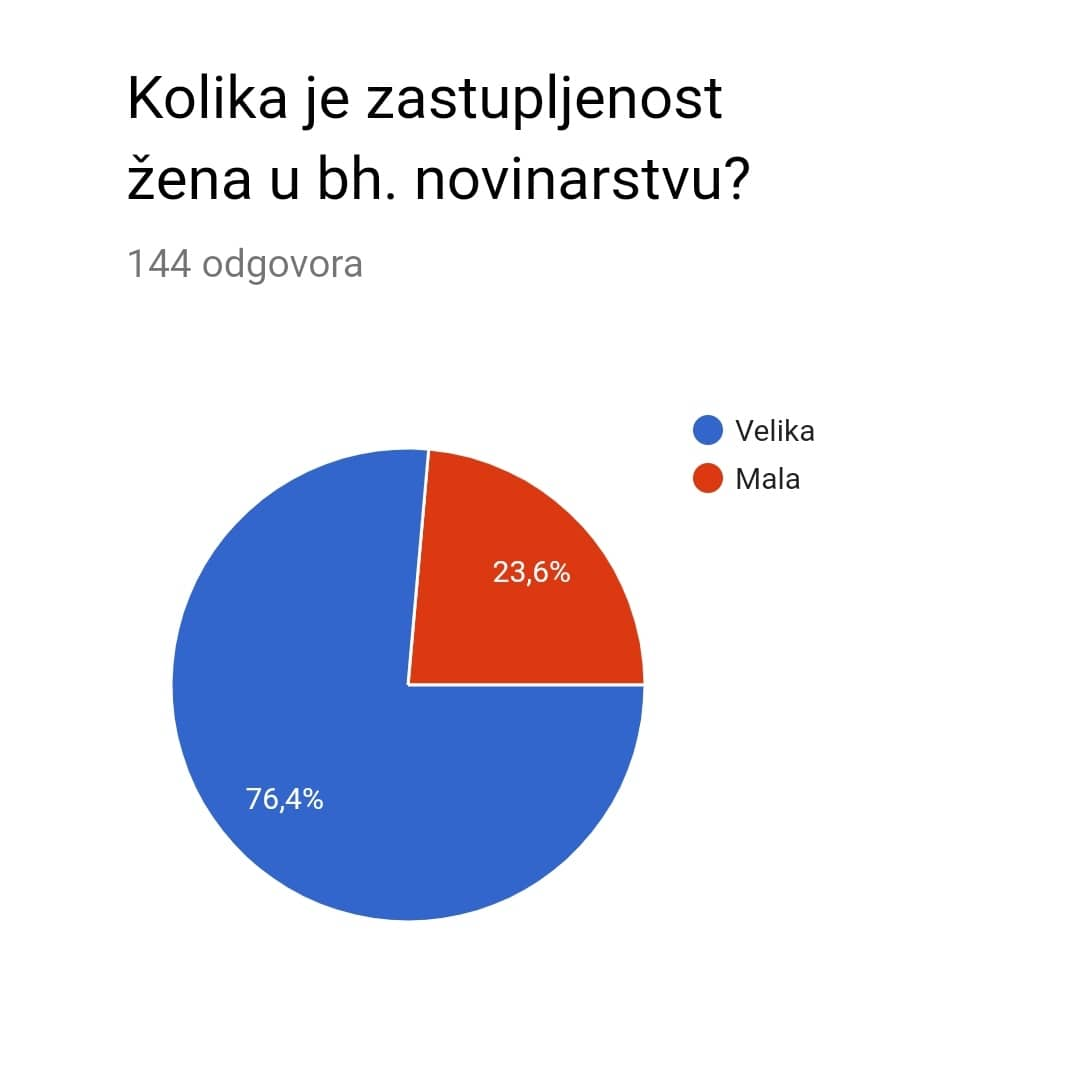 Kolika je zastupljenost
žena u bh. novinarstvu?
144 odgovora
Velika
Mala
23,6%
76,4%